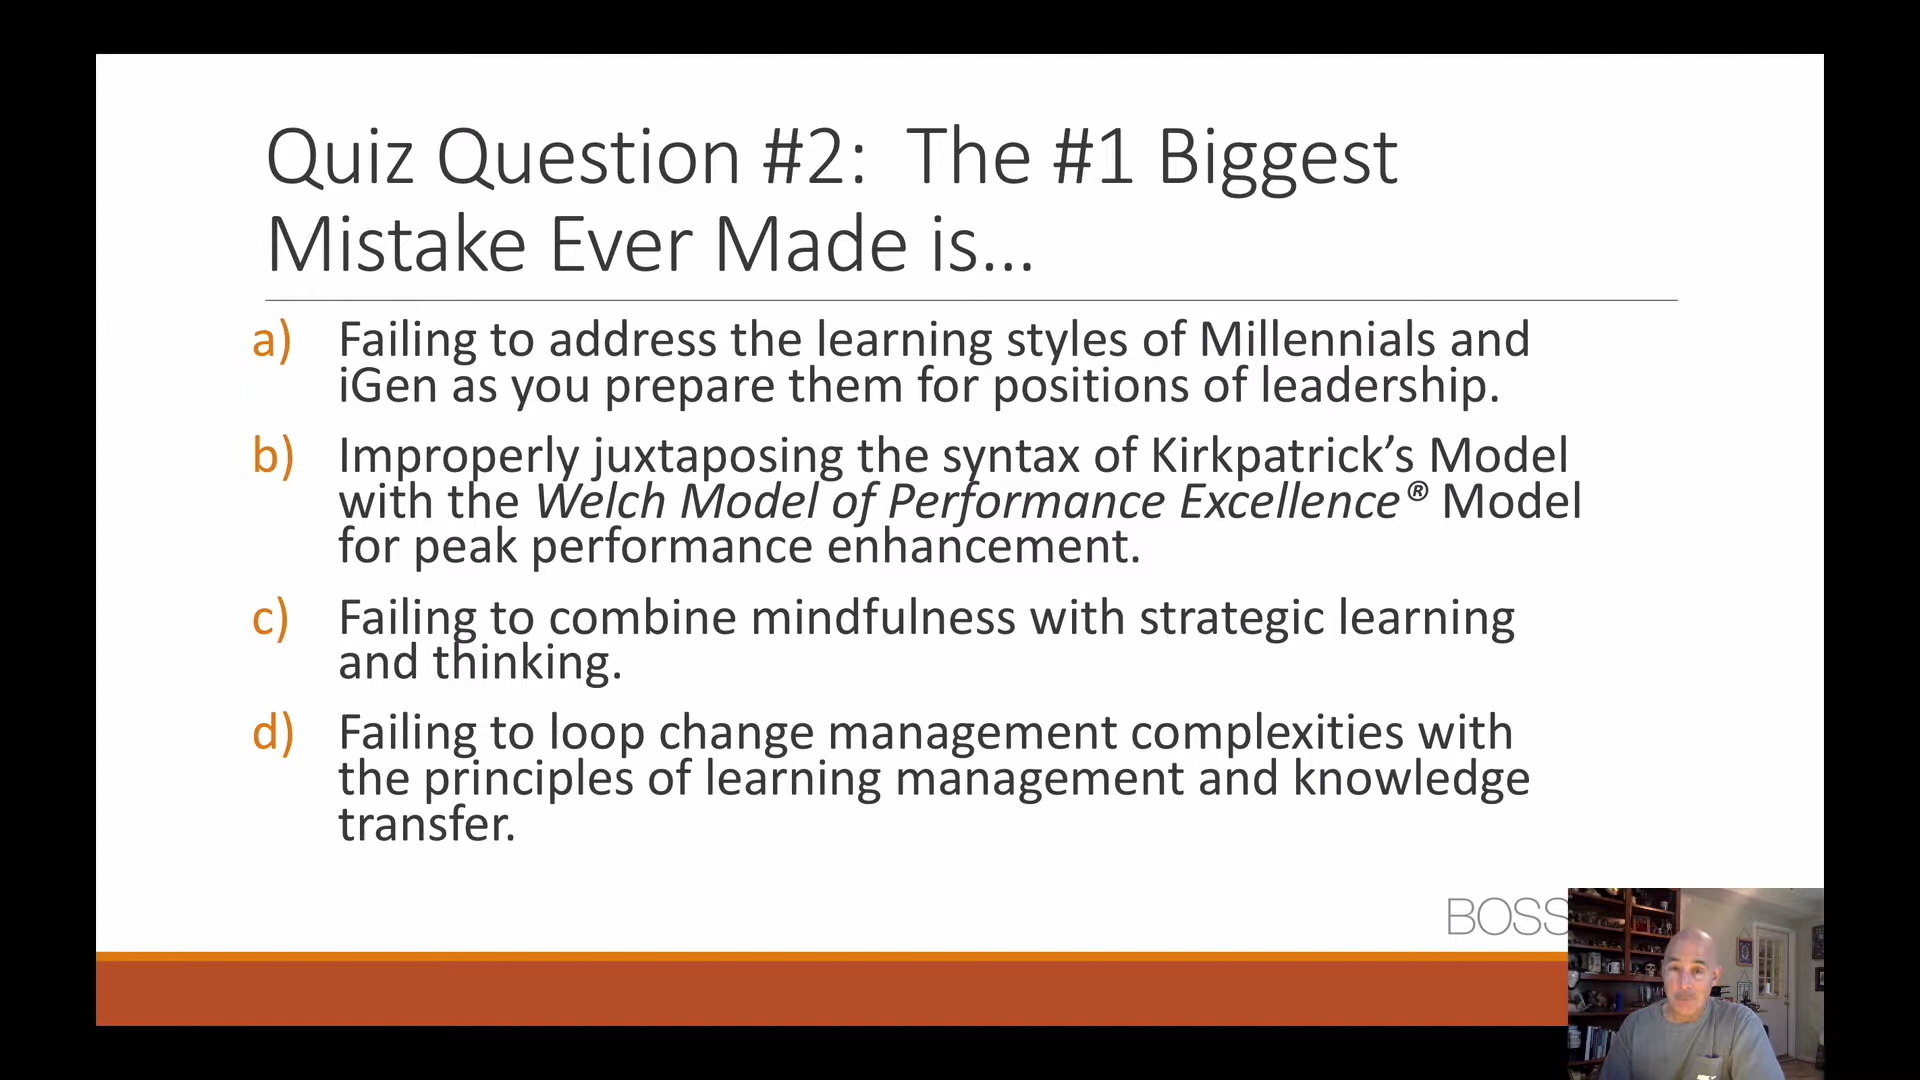 Quiz Question #2:  The #1 Biggest
Mistake Ever Made is…
a) Failing to address the learning styles of Millennials and
iGen as you prepare them for positions of leadership.
b) Improperly juxtaposing the syntax of Kirkpatrick’s Model
with the Welch Model of Performance Excellence® Model
for peak performance enhancement.
c) Failing to combine mindfulness with strategic learning
and thinking.
d) Failing to loop change management complexities with
the principles of learning management and knowledge
transfer.
BOSS